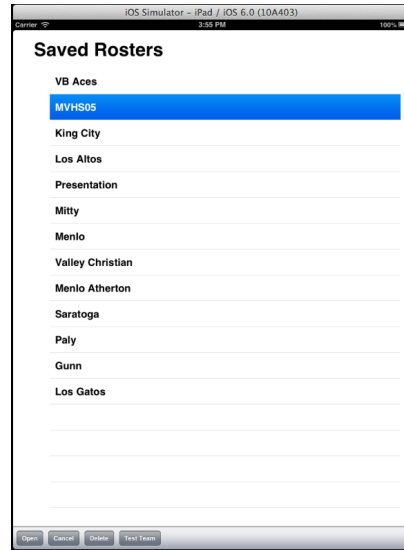 iOS Simulator – iPad / iOS 6.0 (10A403)
Carrier 3:55 PM 100%
Saved Rosters
VB Aces
MVHS05
King City
Los Altos
Presentation
Mitty
Menlo
Valley Christian
Menlo Atherton
Saratoga
Paly
Gunn
Los Gatos
Open Cancel Delete Test Team